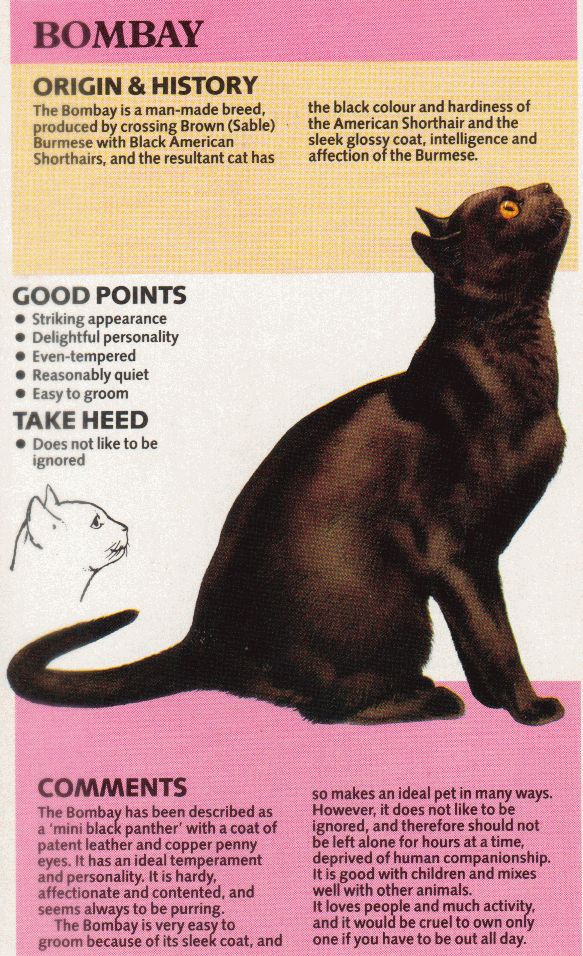 BOMBAY
ORIGIN & HISTORY
The Bombay is a man-made breed,
produced by crossing Brown (Sable)
Burmese with Black American
Shorthairs, and the resultant cat has
the black colour and hardiness of
the American Shorthair and the
sleek glossy coat, intelligence and
affection of the Burmese.
GOOD POINTS
● Striking appearance
● Delightful personality
● Even-tempered
● Reasonably quiet
● Easy to groom
TAKE HEED
● Does not like to be
ignored
COMMENTS
The Bombay has been described as
a ‘mini black panther’ with a coat of
patent leather and copper penny
eyes. It has an ideal temperament
and personality. It is hardy,
affectionate and contented, and
seems always to be purring.
The Bombay is very easy to
groom because of its sleek coat, and
so makes an ideal pet in many ways.
However, it does not like to be
ignored, and therefore should not
be left alone for hours at a time,
deprived of human companionship.
It is good with children and mixes
well with other animals.
It loves people and much activity,
and it would be cruel to own only
one if you have to be out all day.